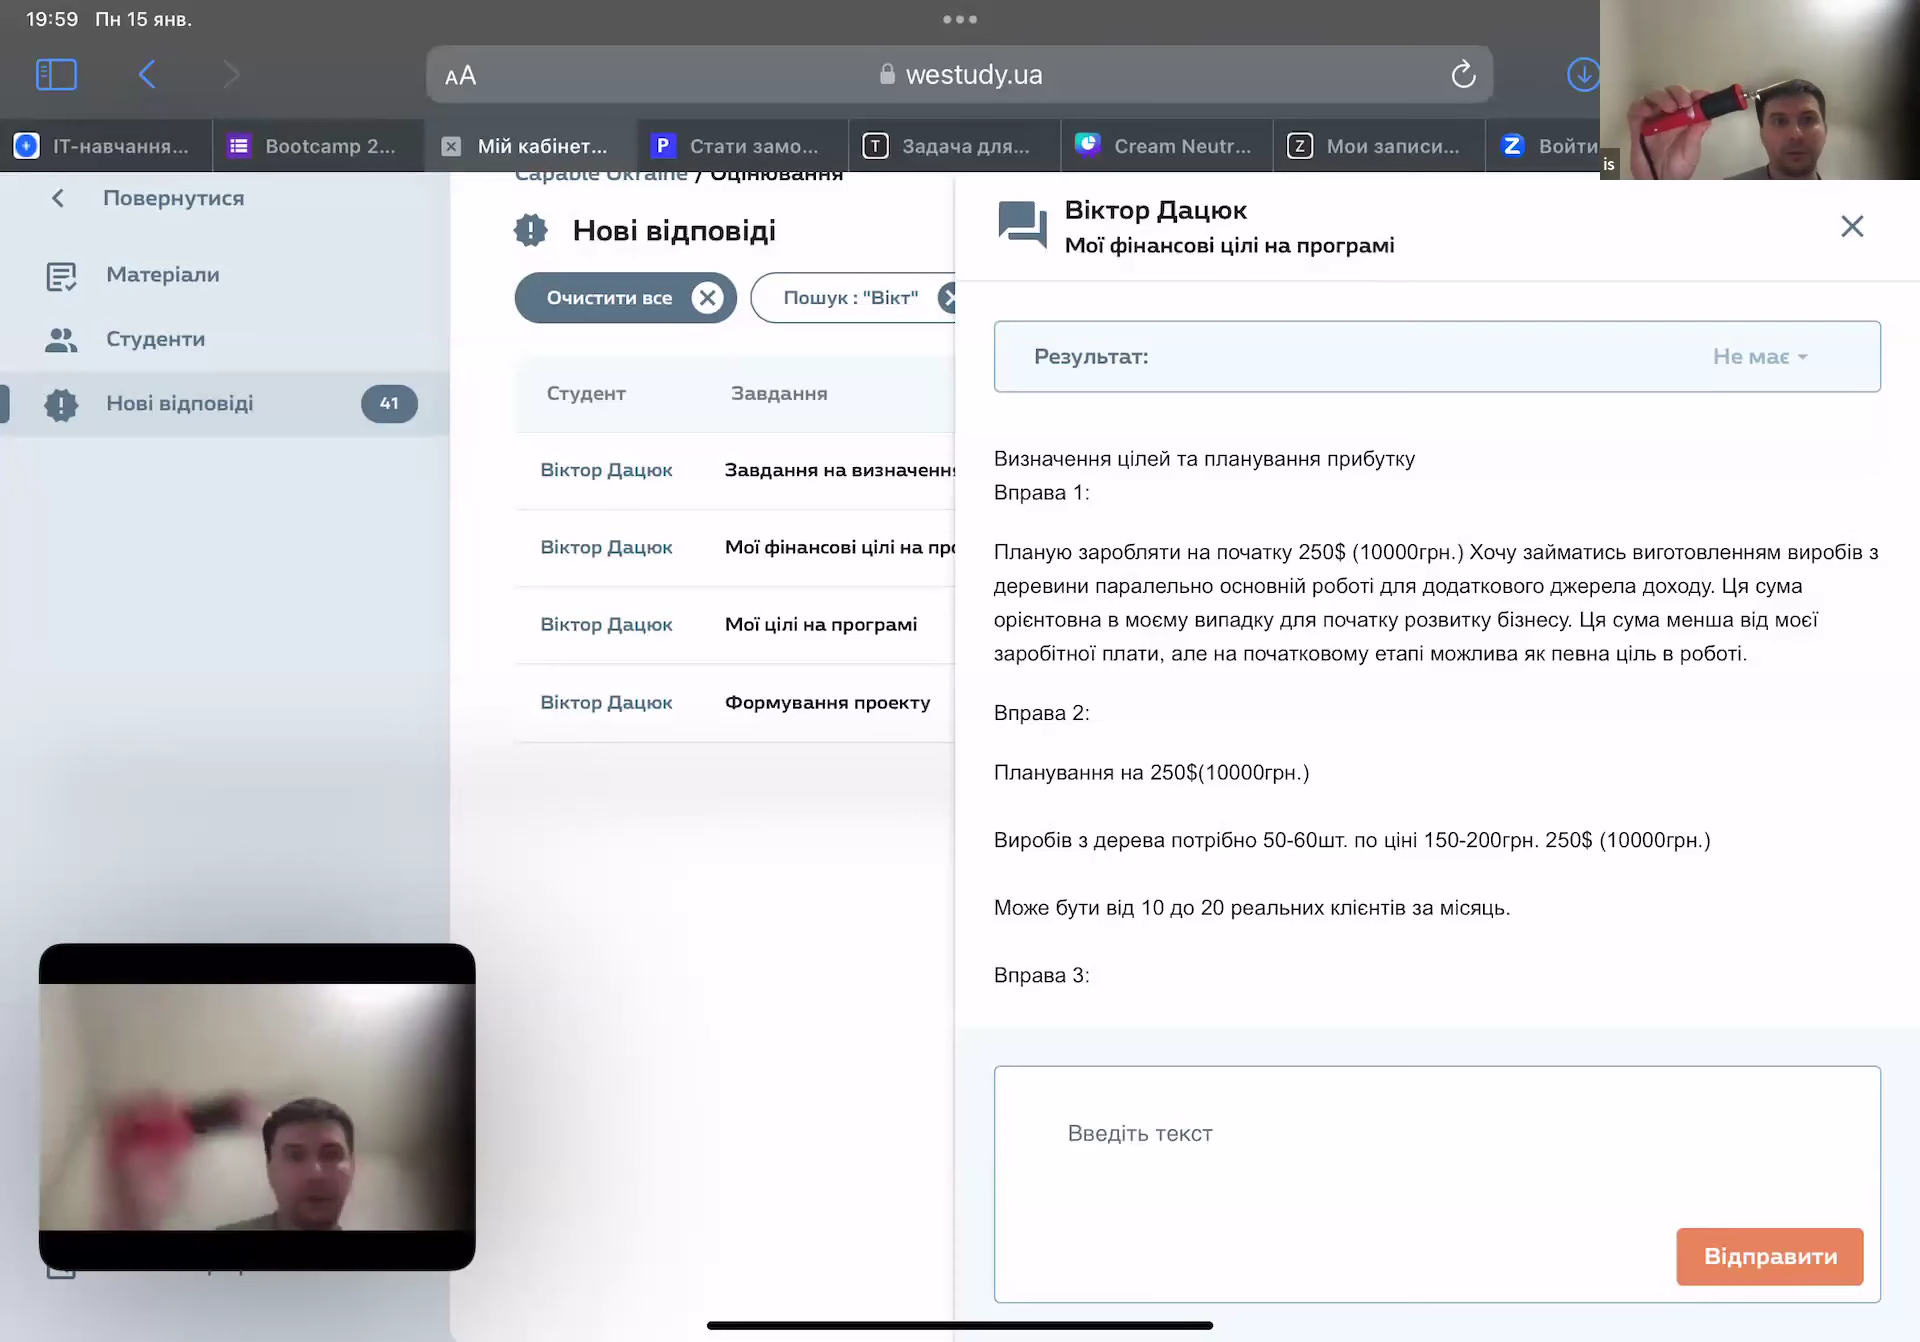 19:59 Пн 15 янв.
AA
westudy.ua
IT-навчання...
Bootcamp 2...
Мій кабінет...
P
Стати замо...
T
Задача для...
Cream Neutr...
Z
Мои записи...
Z
Войти
is
Повернутися
Матеріали
Студенти
Нові відповіді
41
Capable Ukraine / Оцінювання
Нові відповіді
Очистити все
Пошук : "Вікт"
Студент Завдання
Віктор Дацюк Завдання на визначення
Віктор Дацюк Мої фінансові цілі на про
Віктор Дацюк Мої цілі на програмі
Віктор Дацюк Формування проекту
Віктор Дацюк
Мої фінансові цілі на програмі
Результат: Не має
Визначення цілей та планування прибутку
Вправа 1:
Планую заробляти на початку 250$ (10000грн.) Хочу займатись виготовленням виробів з
деревини паралельно основній роботі для додаткового джерела доходу. Ця сума
орієнтовна в моєму випадку для початку розвитку бізнесу. Ця сума менша від моєї
заробітної плати, але на початковому етапі можлива як певна ціль в роботі.
Вправа 2:
Планування на 250$(10000грн.)
Виробів з дерева потрібно 50-60шт. по ціні 150-200грн. 250$ (10000грн.)
Може бути від 10 до 20 реальних клієнтів за місяць.
Вправа 3:
Введіть текст
Відправити